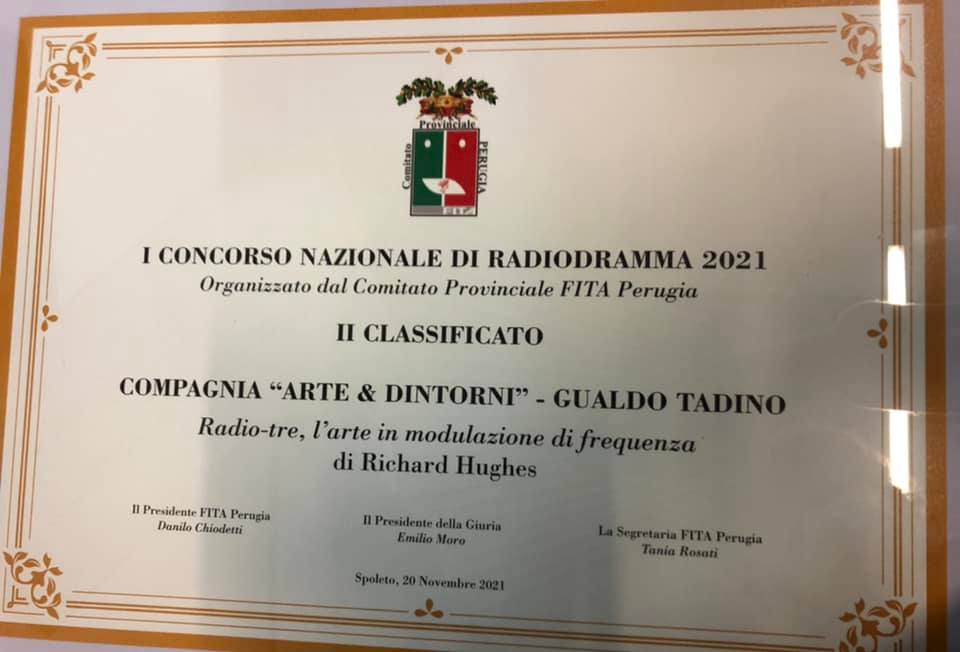 Provinciale
Comitato
PERUGIA
I CONCORSO NAZIONALE DI RADIODRAMMA 2021
Organizzato dal Comitato Provinciale FITA Perugia
II CLASSIFICATO
COMPAGNIA “ARTE & DINTORNI” - GUALDO TADINO
Radio-tre, l’arte in modulazione di frequenza
di Richard Hughes
Il Presidente FITA Perugia
Danilo Chiodetti
Il Presidente della Giuria
Emilio Moro
La Segretaria FITA Perugia
Tania Rosati
Spoleto, 20 Novembre 2021